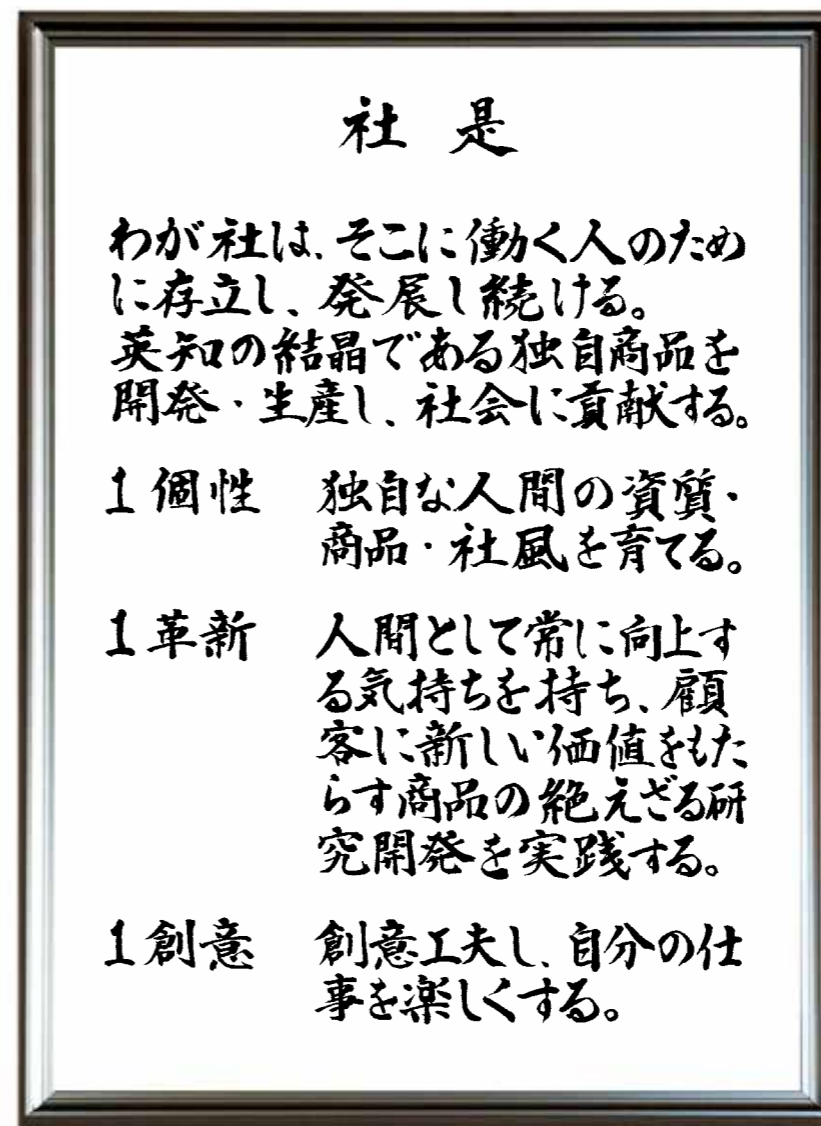 社 是
わが社は、そこに働く人のため
に存立し、発展し続ける。
英知の結晶である独自商品を
開発・生産し、社会に貢献する。
1 個性 独自な人間の資質・
商品・社風を育てる。
1 革新 人間として常に向上す
る気持ちを持ち、顧
客に新しい価値をもた
らす商品の絶えざる研
究開発を実践する。
1 創意 創意工夫し、自分の仕
事を楽しくする。